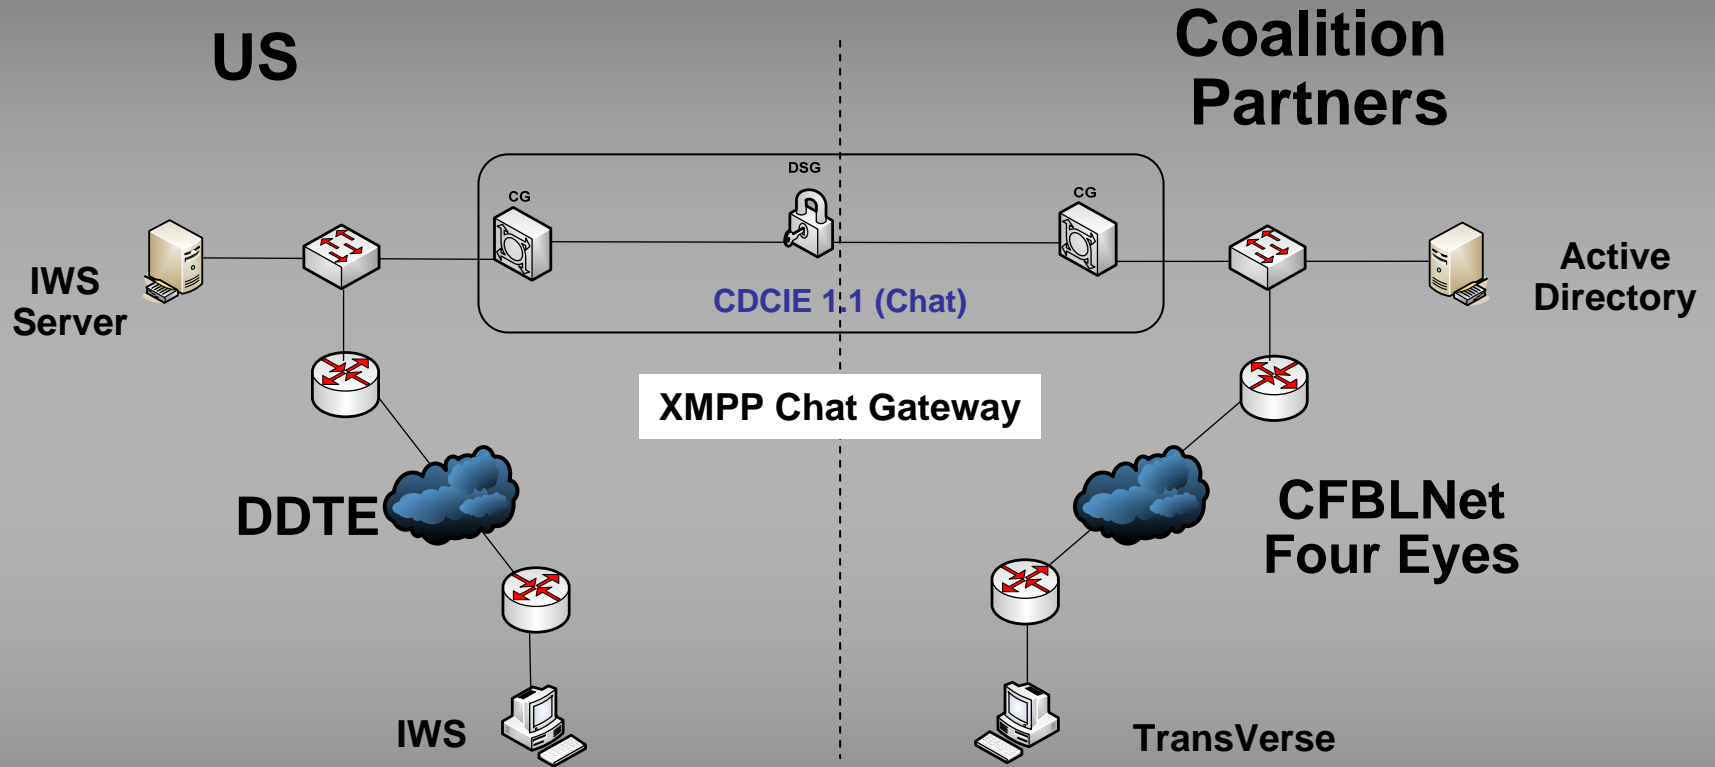 US
Coalition
Partners
DSG
CG
CG
IWS
Server
CDCIE 1.1 (Chat)
Active
Directory
XMPP Chat Gateway
DDTE
CFBLNet
Four Eyes
IWS
TransVerse